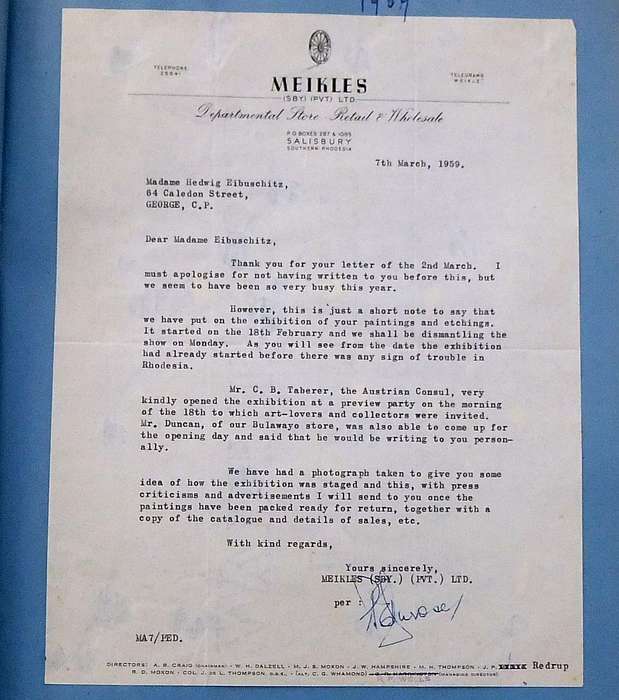 1959
TELEPHONE
TELEGRAMS
MEIKLES
(SBY) (PVT) LTD
Departmental Store - Retail & Wholesale
P.O BOXES 287 & 1085
SALISBURY
SOUTHERN RHODESIA
7th March, 1959.
Madame Hedwig Eibuschitz,
64 Caledon Street,
GEORGE, C.P.
Dear Madame Eibuschitz,
Thank you for your letter of the 2nd March. I
must apologise for not having written to you before this, but
we seem to have been so very busy this year.
However, this is just a short note to say that
we have put on the exhibition of your paintings and etchings.
It started on the 18th February and we shall be dismantling the
show on Monday. As you will see from the date the exhibition
had already started before there was any sign of trouble in
Rhodesia.
Mr. C. B. Taberer, the Austrian Consul, very
kindly opened the exhibition at a preview party on the morning
of the 18th to which art-lovers and collectors were invited.
Mr. Duncan, of our Bulawayo store, was also able to come up for
the opening day and said that he would be writing to you person-
ally.
We have had a photograph taken to give you some
idea of how the exhibition was staged and this, with press
criticisms and advertisements I will send to you once the
paintings have been packed ready for return, together with a
copy of the catalogue and details of sales, etc.
With kind regards,
Yours sincerely,
MEIKLES (SBY.) (PVT.) LTD.
per :
MA7/PED.
DIRECTORS: A. R. CRAIG (CHAIRMAN) - W. H. DALZELL - M. J. S. MOXON - J. W. HAMPSHIRE - M. H. THOMPSON - J. P. Redrup
R. D. MOXON - COL. J. DE L. THOMPSON, O.B.E. - (ALT. C. G. WHAMOND) - (MANAGING DIRECTOR)